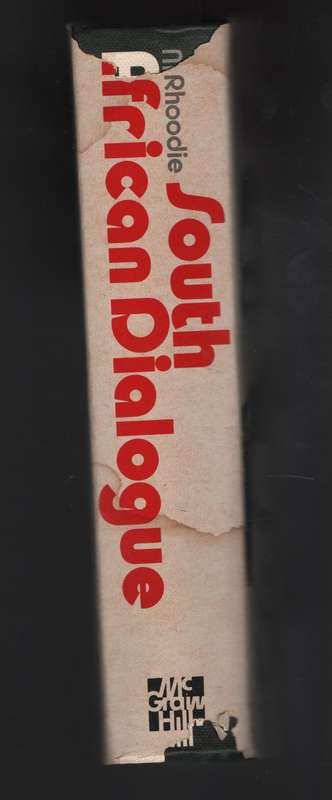 Rhoodie
South
African Dialogue
Mc
Graw
Hill